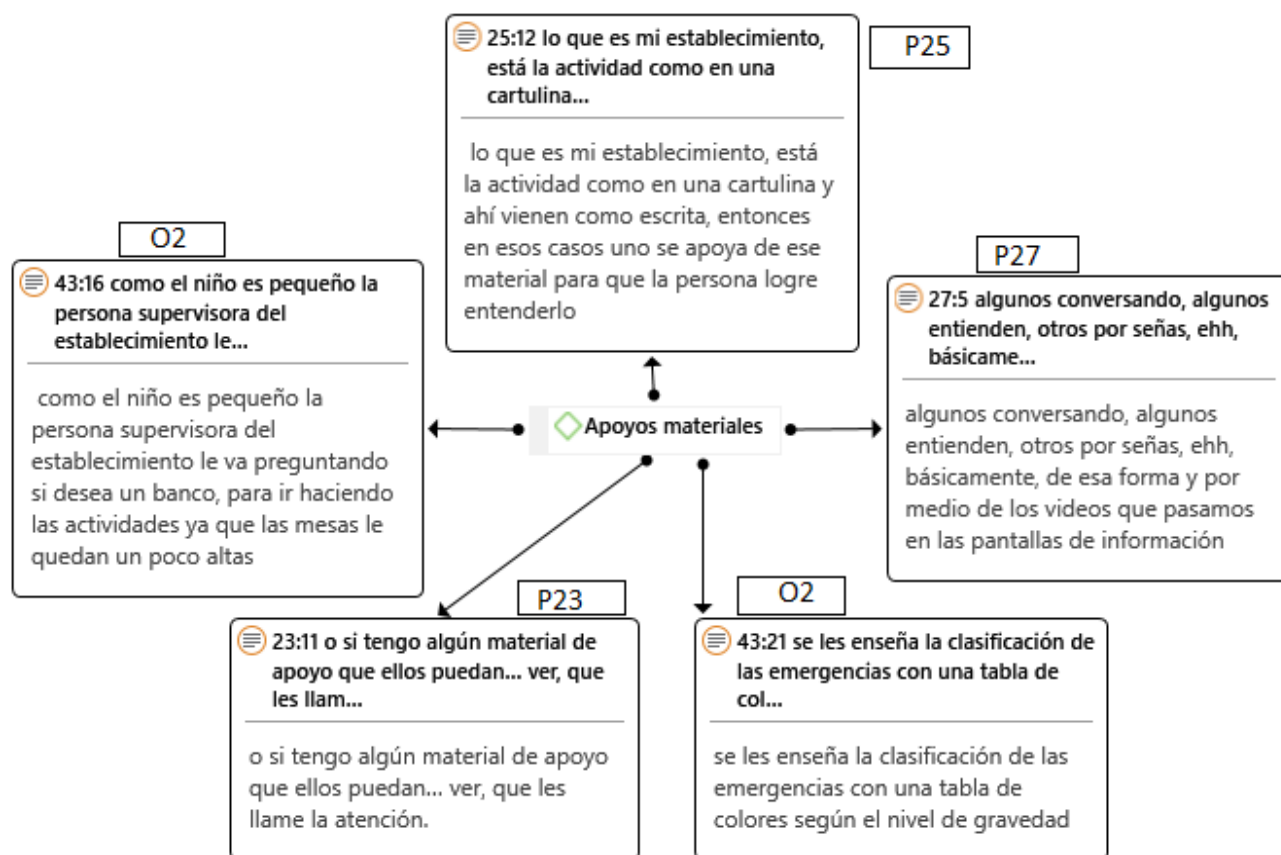 25:12 lo que es mi establecimiento,
está la actividad como en una
cartulina...
lo que es mi establecimiento, está
la actividad como en una cartulina y
ahí vienen como escrita, entonces
en esos casos uno se apoya de ese
material para que la persona logre
entenderlo
P25
O2
43:16 como el niño es pequeño la
persona supervisora del
establecimiento le...
como el niño es pequeño la
persona supervisora del
establecimiento le va preguntando
si desea un banco, para ir haciendo
las actividades ya que las mesas le
quedan un poco altas
Apoyos materiales
P27
27:5 algunos conversando, algunos
entienden, otros por señas, ehh,
básicame...
algunos conversando, algunos
entienden, otros por señas, ehh,
básicamente, de esa forma y por
medio de los videos que pasamos
en las pantallas de información
P23
23:11 o si tengo algún material de
apoyo que ellos puedan... ver, que
les llam...
o si tengo algún material de apoyo
que ellos puedan... ver, que les
llame la atención.
O2
43:21 se les enseña la clasificación de
las emergencias con una tabla de
col...
se les enseña la clasificación de las
emergencias con una tabla de
colores según el nivel de gravedad